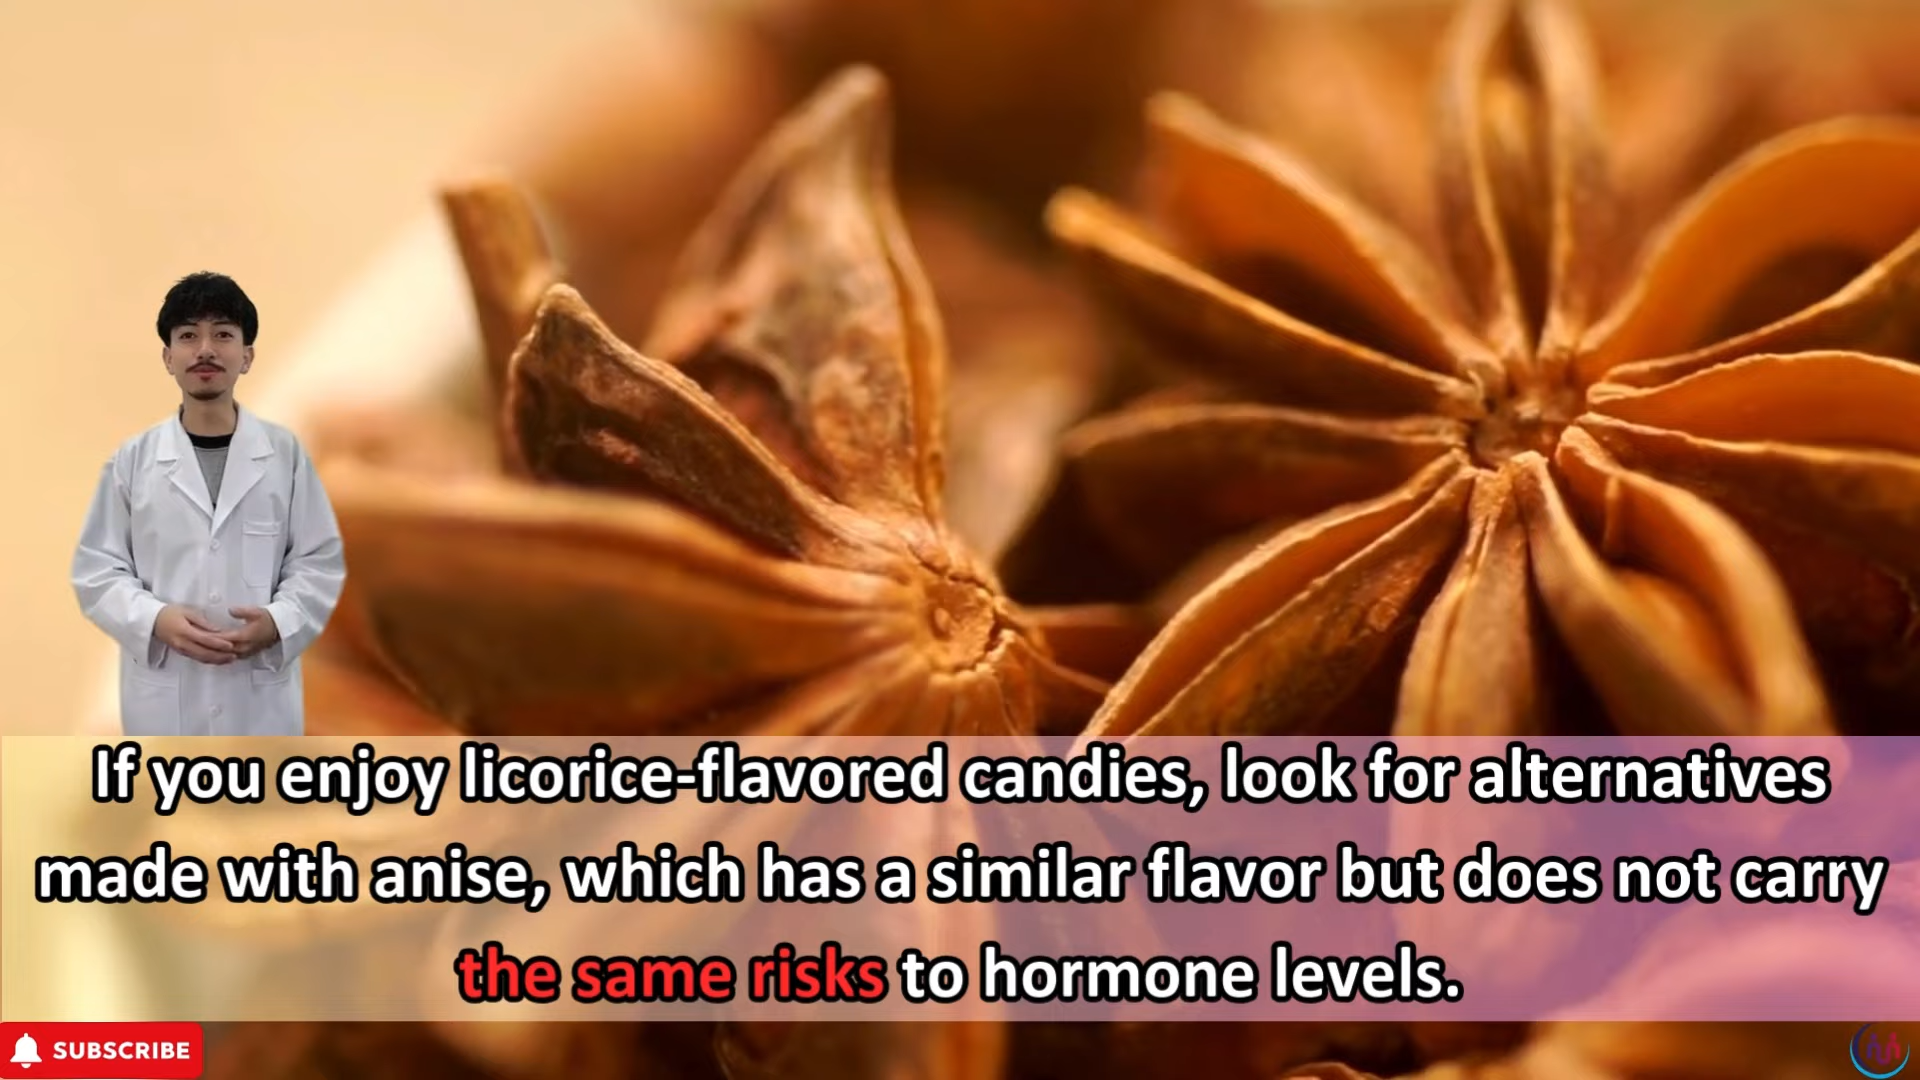 If you enjoy licorice-flavored candies, look for alternatives
made with anise, which has a similar flavor but does not carry
the same risks to hormone levels.
SUBSCRIBE